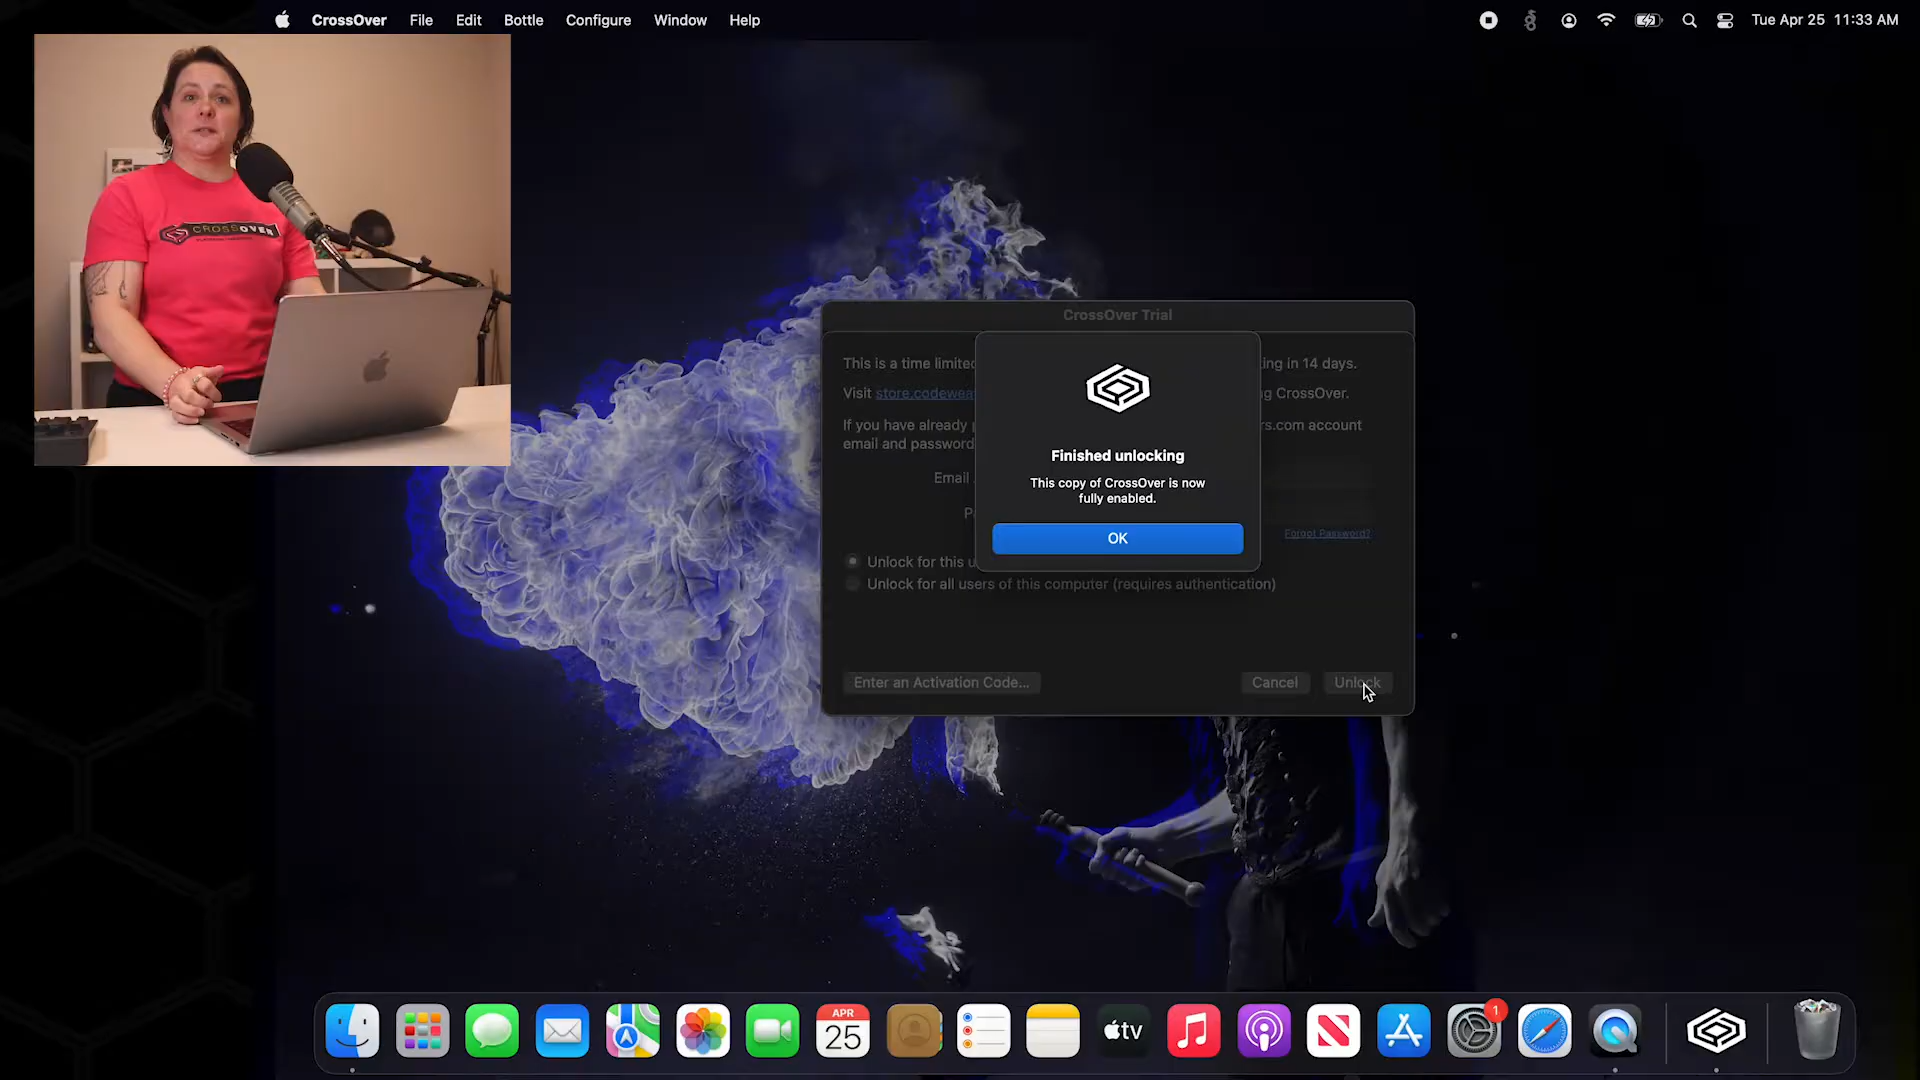 CrossOver File Edit Bottle Configure Window Help
Tue Apr 25 11:33 AM
CROSSOVER
CrossOver Trial
This is a time limited
ing in 14 days.
Visit store.codewea
g CrossOver.
If you have already
rs.com account
email and password
Email
Forgot Password?
Finished unlocking
This copy of CrossOver is now
fully enabled.
OK
Unlock for this u
Unlock for all users of this computer (requires authentication)
Enter an Activation Code...
Cancel
Unlock
APR
25
tv
1